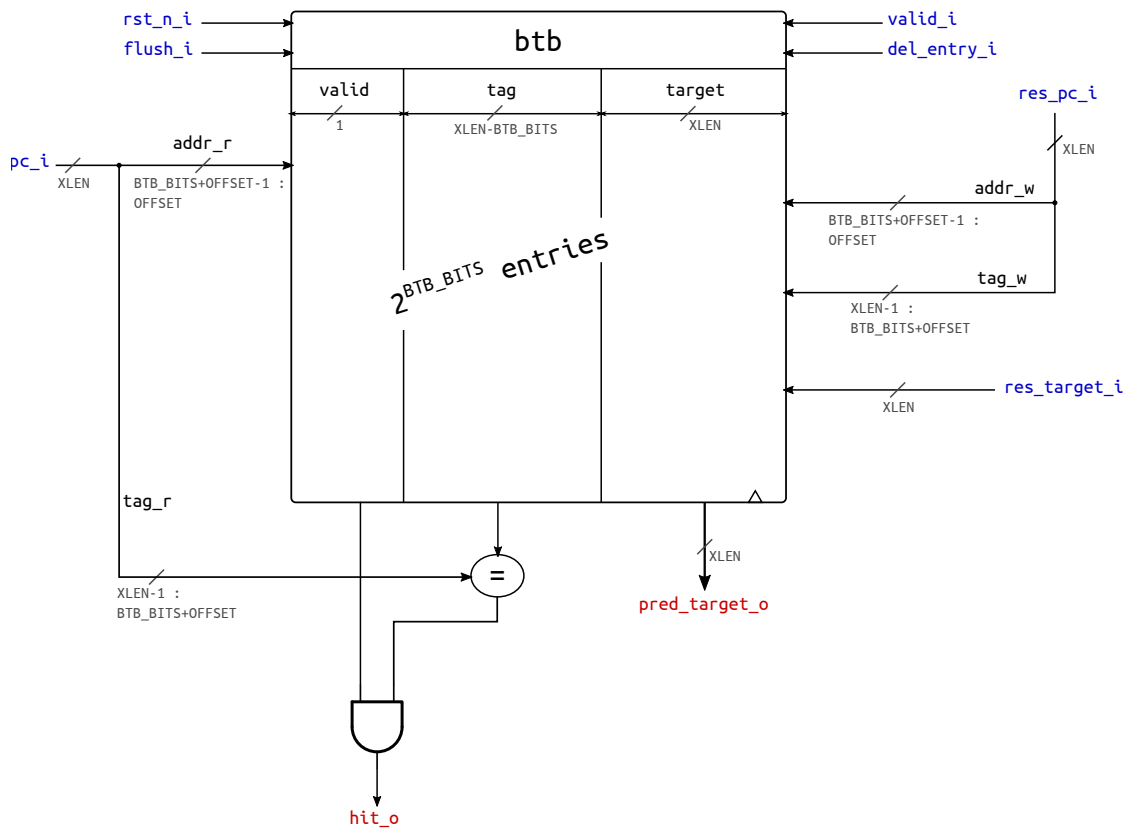 rst_n_i
flush_i
btb
valid_i
del_entry_i
valid
tag
target
1
XLEN-BTB_BITS
XLEN
res_pc_i
XLEN
pc_i
XLEN
addr_r
BTB_BITS+OFFSET-1 :
OFFSET
addr_w
BTB_BITS+OFFSET-1 :
OFFSET
2^BTB_BITS entries
tag_w
XLEN-1 :
BTB_BITS+OFFSET
res_target_i
XLEN
tag_r
XLEN-1 :
BTB_BITS+OFFSET
=
XLEN
pred_target_o
hit_o